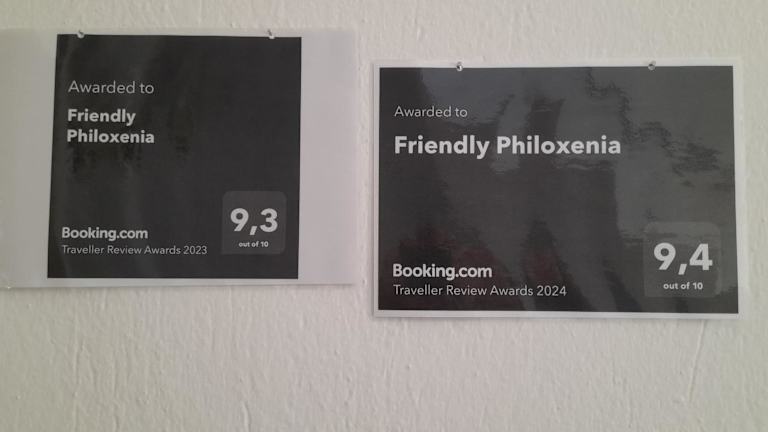 Awarded to
Friendly
Philoxenia
Booking.com
Traveller Review Awards 2023
9,3
out of 10
Awarded to
Friendly Philoxenia
Booking.com
Traveller Review Awards 2024
9,4
out of 10